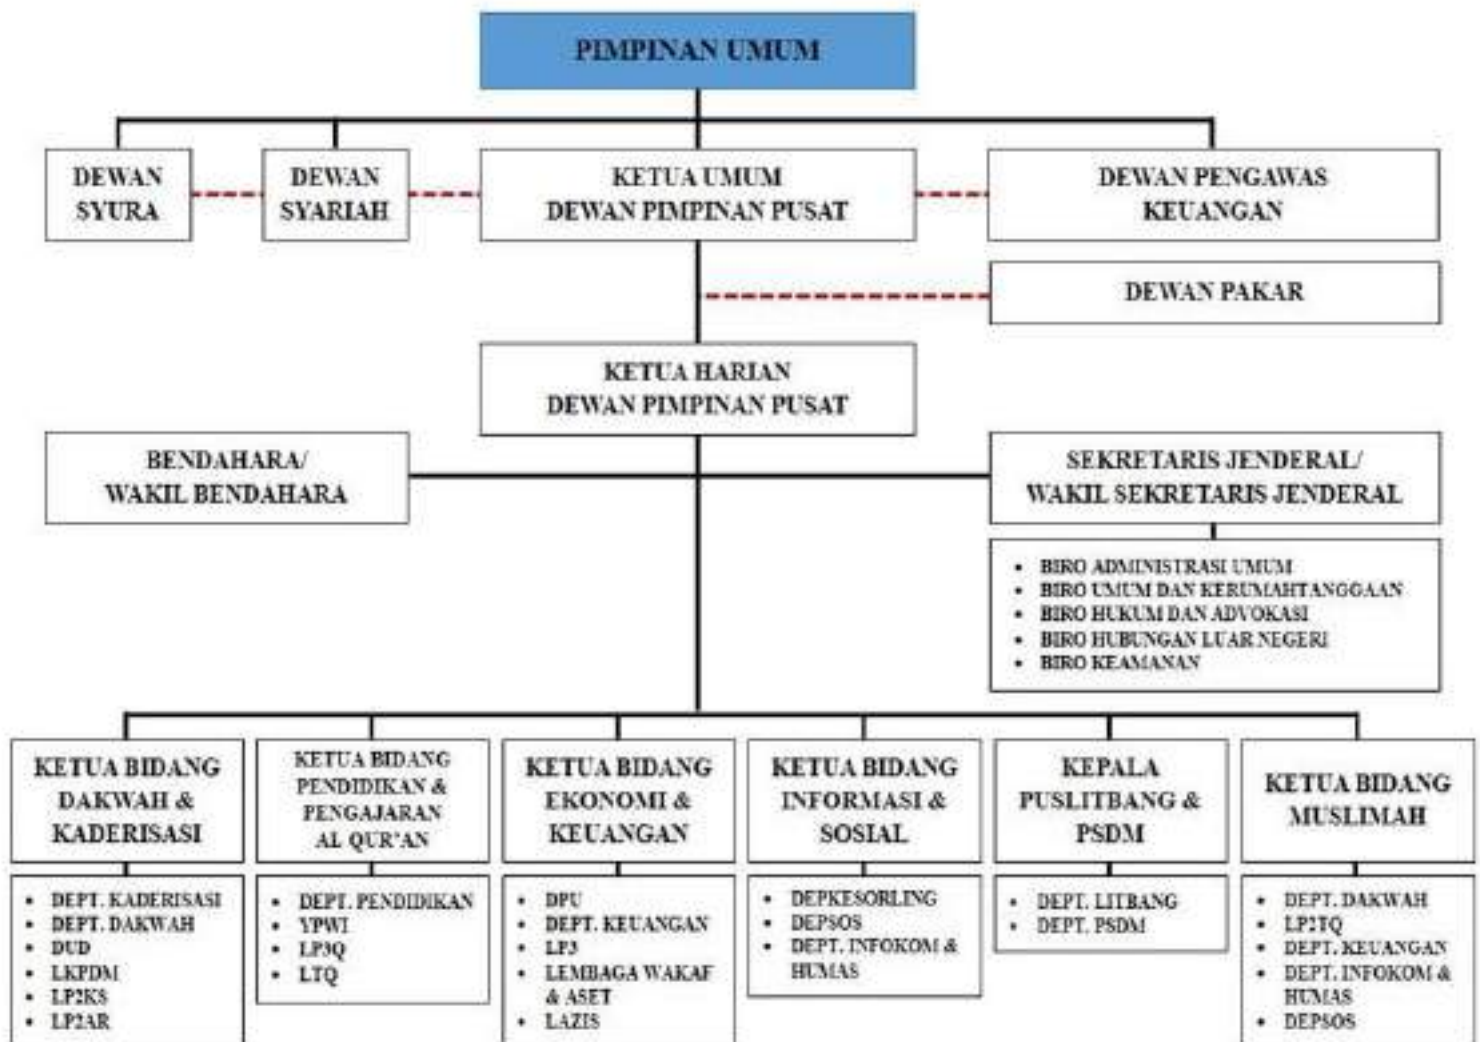 PIMPINAN UMUM
DEWAN
SYURA
DEWAN
SYARIAH
KETUA UMUM
DEWAN PIMPINAN PUSAT
DEWAN PENGAWAS
KEUANGAN
DEWAN PAKAR
KETUA HARIAN
DEWAN PIMPINAN PUSAT
BENDAHARA/
WAKIL BENDAHARA
SEKRETARIS JENDERAL/
WAKIL SEKRETARIS JENDERAL
• BIRO ADMINISTRASI UMUM
• BIRO UMUM DAN KERUMAHTANGGAAN
• BIRO HUKUM DAN ADVOKASI
• BIRO HUBUNGAN LUAR NEGERI
• BIRO KEAMANAN
KETUA BIDANG
DAKWAH &
KADERISASI
• DEPT. KADERISASI
• DEPT. DAKWAH
• DUD
• LKPDM
• LP2KS
• LP2AR
KETUA BIDANG
PENDIDIKAN &
PENGAJARAN
AL QUR'AN
• DEPT. PENDIDIKAN
• YPWI
• LP3Q
• LTQ
KETUA BIDANG
EKONOMI &
KEUANGAN
• DPU
• DEPT. KEUANGAN
• LP3
• LEMBAGA WAKAF
& ASET
• LAZIS
KETUA BIDANG
INFORMASI &
SOSIAL
• DEPKESORLING
• DEPSOS
• DEPT. INFOKOM &
HUMAS
KEPALA
PUSLITBANG &
PSDM
• DEPT. LITBANG
• DEPT. PSDM
KETUA BIDANG
MUSLIMAH
• DEPT. DAKWAH
• LP2TQ
• DEPT. KEUANGAN
• DEPT. INFOKOM &
HUMAS
• DEPSOS